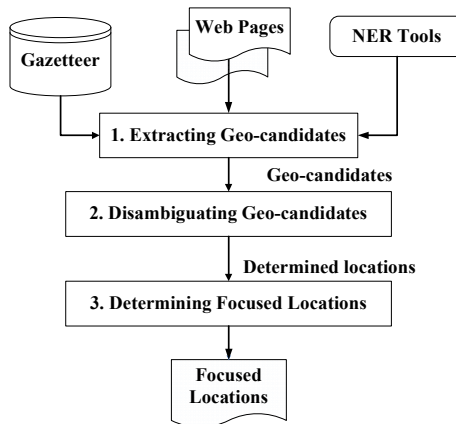 Web Pages
Gazetteer
NER Tools
1. Extracting Geo-candidates
Geo-candidates
2. Disambiguating Geo-candidates
Determined locations
3. Determining Focused Locations
Focused
Locations